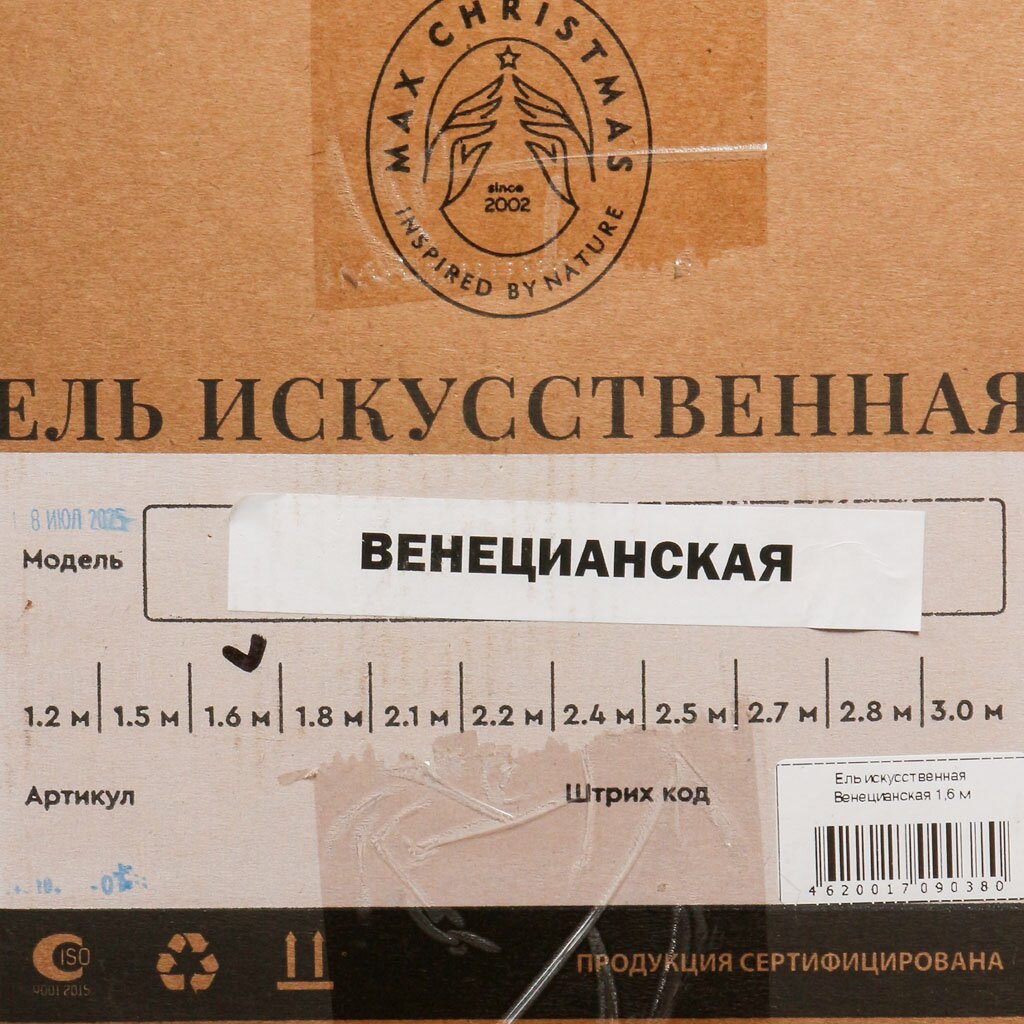 MAX CHRISTMAS
since
2002
INSPIRED BY NATURE
ЕЛЬ ИСКУССТВЕННАЯ
8 ИЮЛ 2025
Модель
ВЕНЕЦИАНСКАЯ
1.2 м 1.5 м 1.6 м 1.8 м 2.1 м 2.2 м 2.4 м 2.5 м 2.7 м 2.8 м 3.0 м
Артикул
Штрих код
Ель искусственная
Венецианская 1,6 м
4620017090380
ISO
9001:2015
ПРОДУКЦИЯ СЕРТИФИЦИРОВАНА